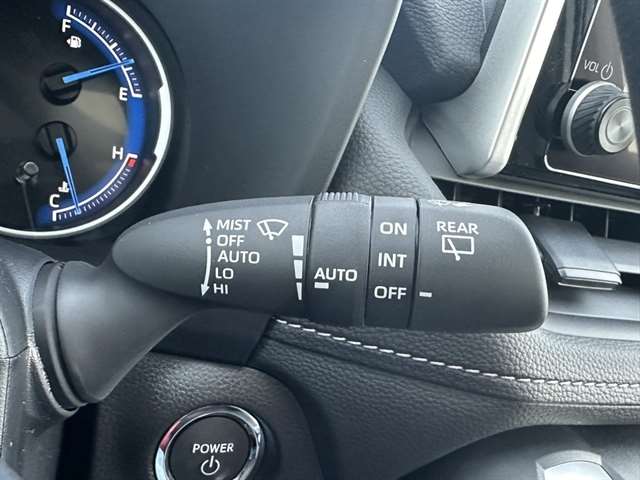 F
E
H
C
VOL
MIST
OFF
AUTO
LO
HI
AUTO
ON
INT
OFF
REAR
POWER